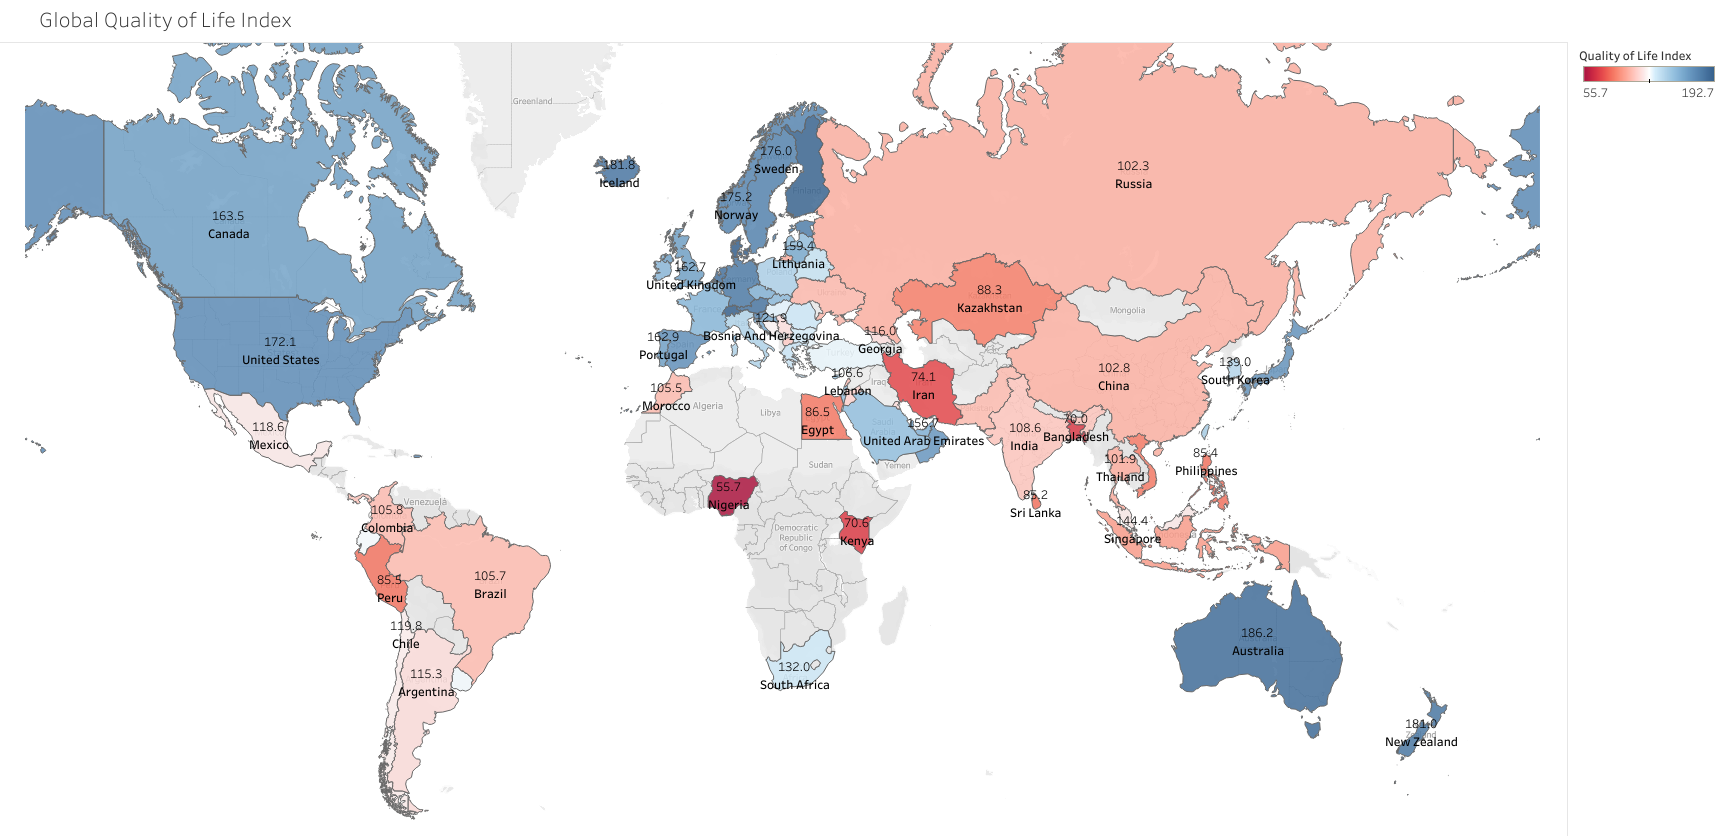 Global Quality of Life Index
Quality of Life Index
55.7
192.7
Greenland
181.8
Iceland
176.0
Sweden
175.2
Norway
102.3
Russia
163.5
Canada
159.4
Lithuania
162.7
United Kingdom
88.3
Kazakhstan
Mongolia
Ukraine
France
121.9
Bosnia And Herzegovina
116.0
Georgia
172.1
United States
162.9
Portugal
Turkey
139.0
South Korea
102.8
China
106.6
Lebanon
Iraq
74.1
Iran
105.5
Morocco
Algeria
Libya
86.5
Egypt
Saudi
Arabia
156.7
United Arab Emirates
118.6
Mexico
108.6
India
70.0
Bangladesh
101.9
Thailand
85.4
Philippines
Sudan
Yemen
55.7
Nigeria
85.2
Sri Lanka
Venezuela
105.8
Colombia
70.6
Kenya
Democratic
Republic
of Congo
144.4
Singapore
85.5
Peru
105.7
Brazil
119.8
Chile
115.3
Argentina
132.0
South Africa
186.2
Australia
181.0
New Zealand